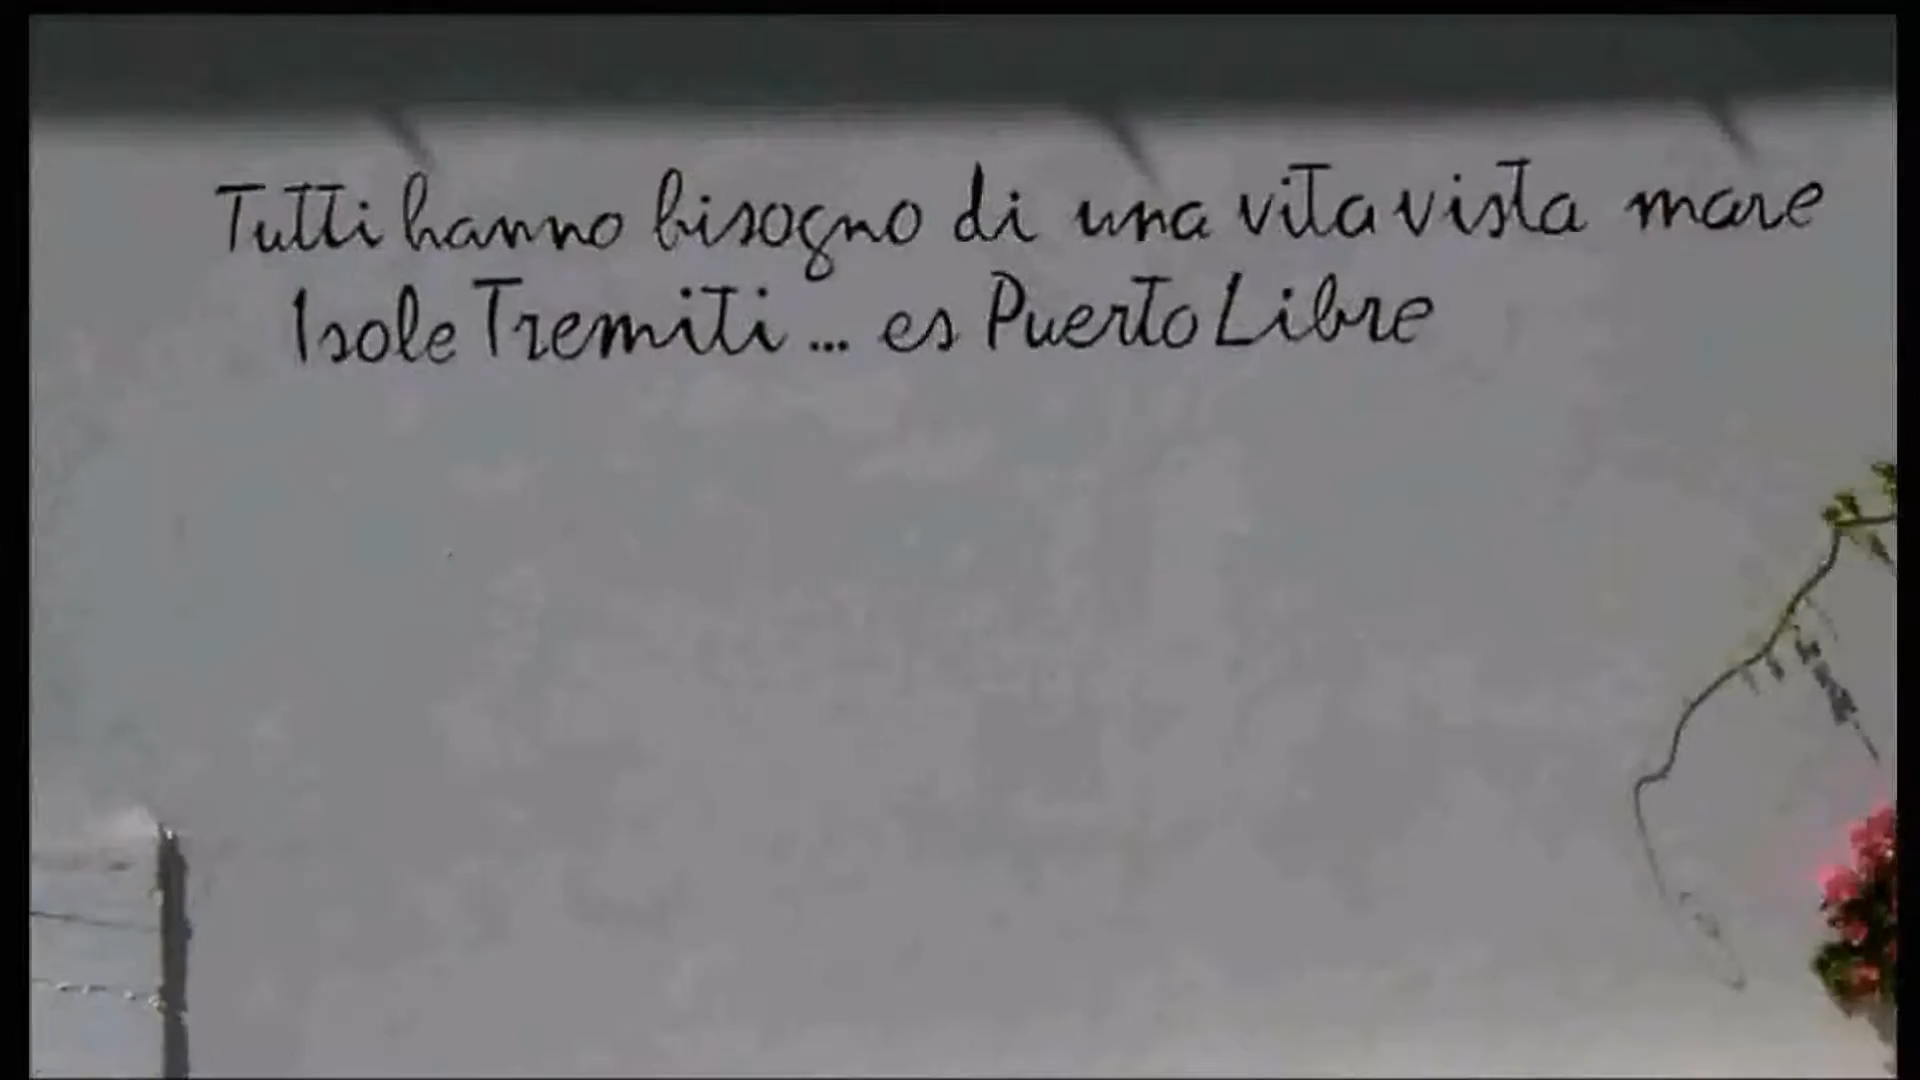 Tutti hanno bisogno di una vita vista mare
Isole Tremiti... es Puerto Libre